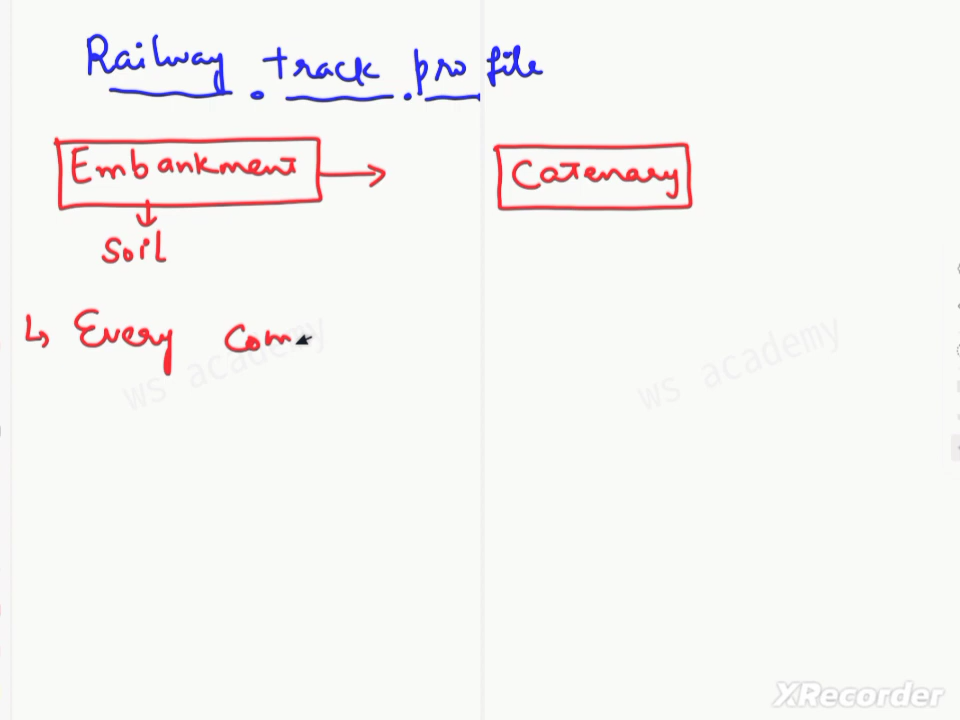 Railway track profile
Embankment → Catenary
↓
Soil
↳ Every com
ws academy ws academy
XRecorder